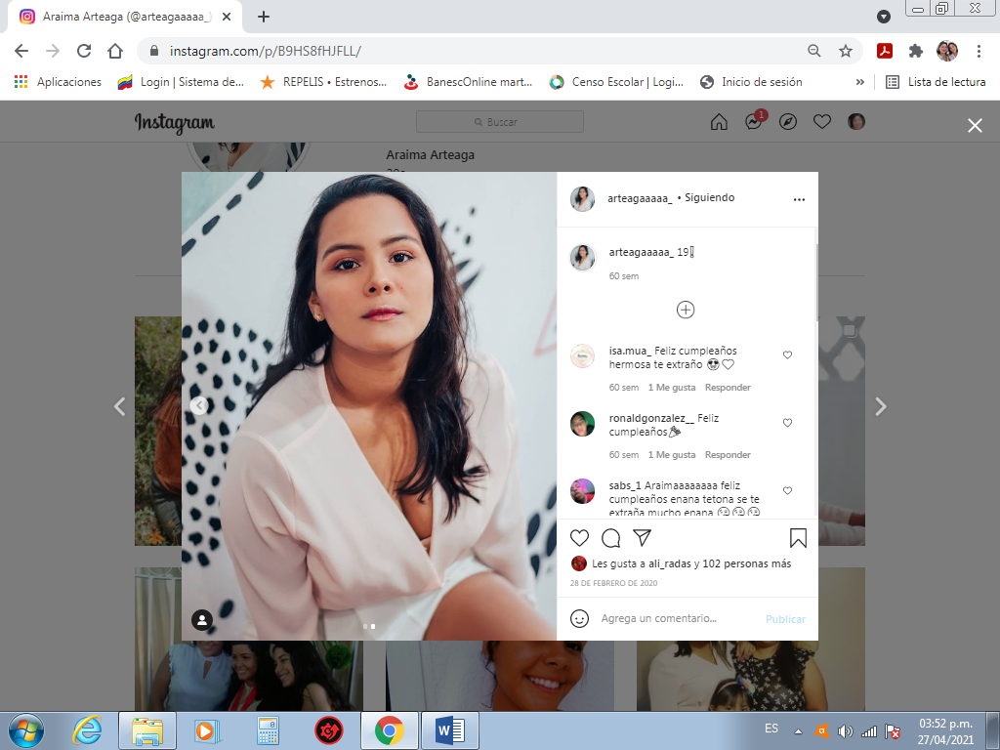 Araima Arteaga (@arteagaaaaa_)
instagram.com/p/B9HS8fHJFLL/
Aplicaciones
Login | Sistema de...
REPELIS • Estrenos...
BanescOnline mart...
Censo Escolar | Logi...
Inicio de sesión
»
Lista de lectura
Instagram
Buscar
1
Araima Arteaga
arteagaaaaa_ • Siguiendo
arteagaaaaa_ 19
60 sem
isa.mua_ Feliz cumpleaños
hermosa te extraño 😍♡
60 sem 1 Me gusta Responder
ronaldgonzalez__ Feliz
cumpleaños🎉
60 sem 1 Me gusta Responder
sabs_1 Araimaaaaaaaa feliz
cumpleaños enana tetona se te
extraña mucho enana 😘😘😘
Les gusta a ali_radas y 102 personas más
28 DE FEBRERO DE 2020
Agrega un comentario...
Publicar
ES
03:52 p.m.
27/04/2021